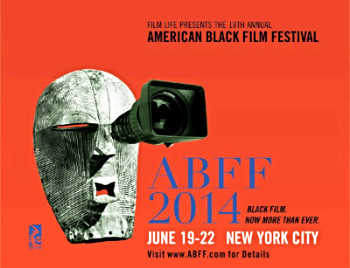 FILM LIFE PRESENTS THE 18TH ANNUAL
AMERICAN BLACK FILM FESTIVAL
ABFF
2014
BLACK FILM.
NOW MORE THAN EVER.
JUNE 19-22 NEW YORK CITY
Visit www.ABFF.com for Details